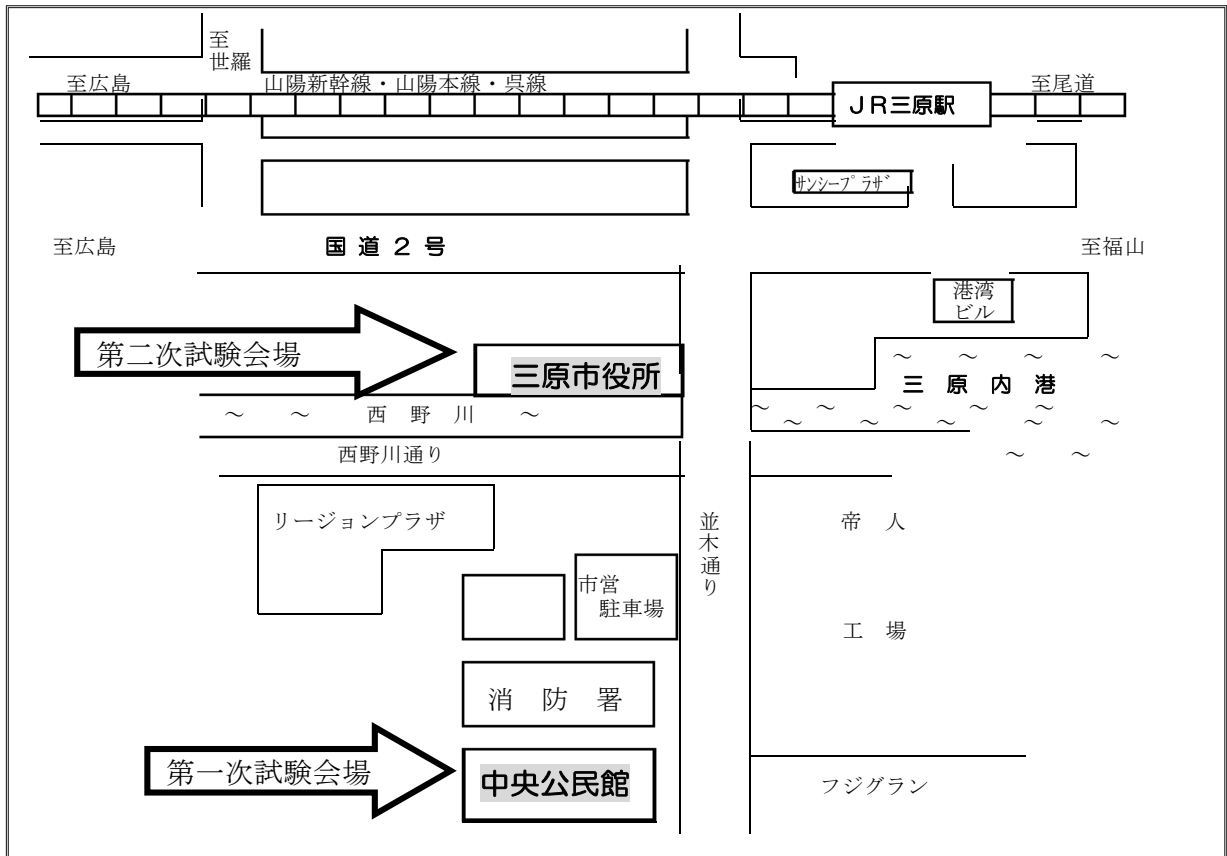 至
世羅
至広島
山陽新幹線・山陽本線・呉線
ＪＲ三原駅
至尾道
ｻﾝｼｰﾌﾟﾗｻﾞ
至広島
国道２号
至福山
港湾
ビル
第二次試験会場
三原市役所
三原内港
～ ～ 西野川 ～
西野川通り
リージョンプラザ
並木通り
帝人
市営
駐車場
工場
消防署
第一次試験会場
中央公民館
フジグラン